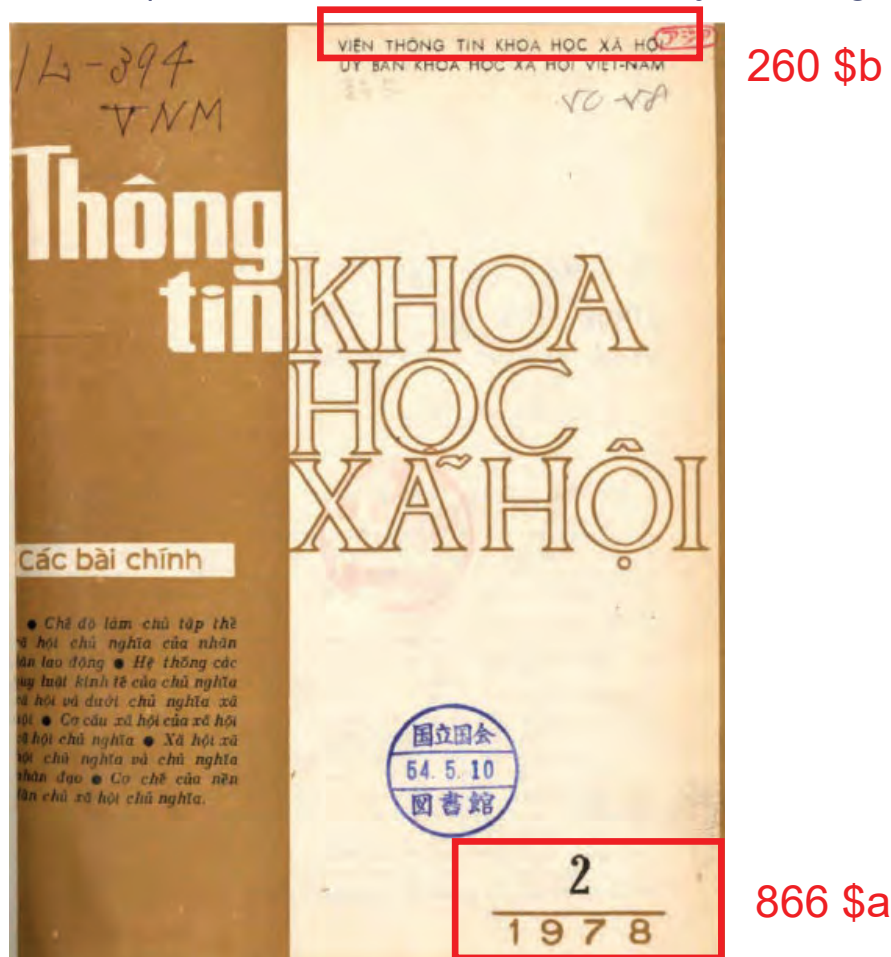 VIỆN THÔNG TIN KHOA HỌC XÃ HỘI
アジア
260 $b
ỦY BAN KHOA HỌC XÃ HỘI VIỆT-NAM
1L-394
VNM
Thông
tin
KHOA
HỌC
XÃ HỘI
Các bài chính
● Chế độ làm chủ tập thể
xã hội chủ nghĩa của nhân
dân lao động ● Hệ thống các
quy luật kinh tế của chủ nghĩa
xã hội và dưới chủ nghĩa xã
hội ● Cơ cấu xã hội của xã hội
xã hội chủ nghĩa ● Xã hội xã
hội chủ nghĩa và chủ nghĩa
nhân đạo ● Cơ chế của nền
dân chủ xã hội chủ nghĩa.
国立国会
54. 5. 10
図書館
2
1978
866 $a